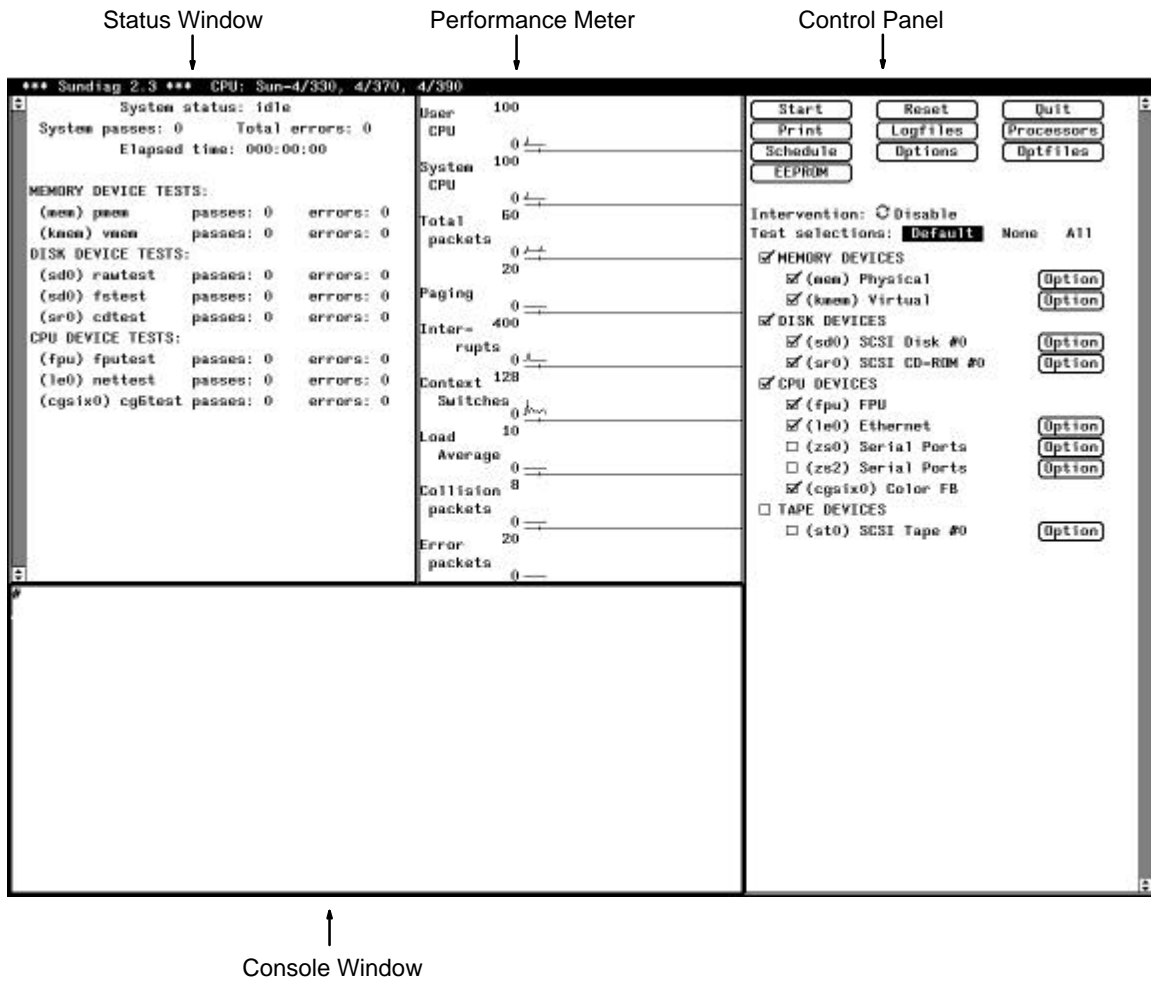 Status Window
Performance Meter
Control Panel
*** Sundiag 2.3 *** CPU: Sun-4/330, 4/370, 4/390
System status: idle
System passes: 0 Total errors: 0
Elapsed time: 000:00:00
MEMORY DEVICE TESTS:
(mem) pmem passes: 0 errors: 0
(kmem) vmem passes: 0 errors: 0
DISK DEVICE TESTS:
(sd0) rawtest passes: 0 errors: 0
(sd0) fstest passes: 0 errors: 0
(sr0) cdtest passes: 0 errors: 0
CPU DEVICE TESTS:
(fpu) fputest passes: 0 errors: 0
(le0) nettest passes: 0 errors: 0
(cgsix0) cg6test passes: 0 errors: 0
User 100
CPU
0
System 100
CPU
0
Total 60
packets
0
20
Paging
0
Inter- 400
rupts
0
Context 128
Switches
0
Load 10
Average
0
Collision 8
packets
0
Error 20
packets
0
Start Reset Quit
Print Logfiles Processors
Schedule Options Optfiles
EEPROM
Intervention: Disable
Test selections: Default None All
MEMORY DEVICES
(mem) Physical Option
(kmem) Virtual Option
DISK DEVICES
(sd0) SCSI Disk #0 Option
(sr0) SCSI CD-ROM #0 Option
CPU DEVICES
(fpu) FPU
(le0) Ethernet Option
(zs0) Serial Ports Option
(zs2) Serial Ports Option
(cgsix0) Color FB
TAPE DEVICES
(st0) SCSI Tape #0 Option
#
Console Window